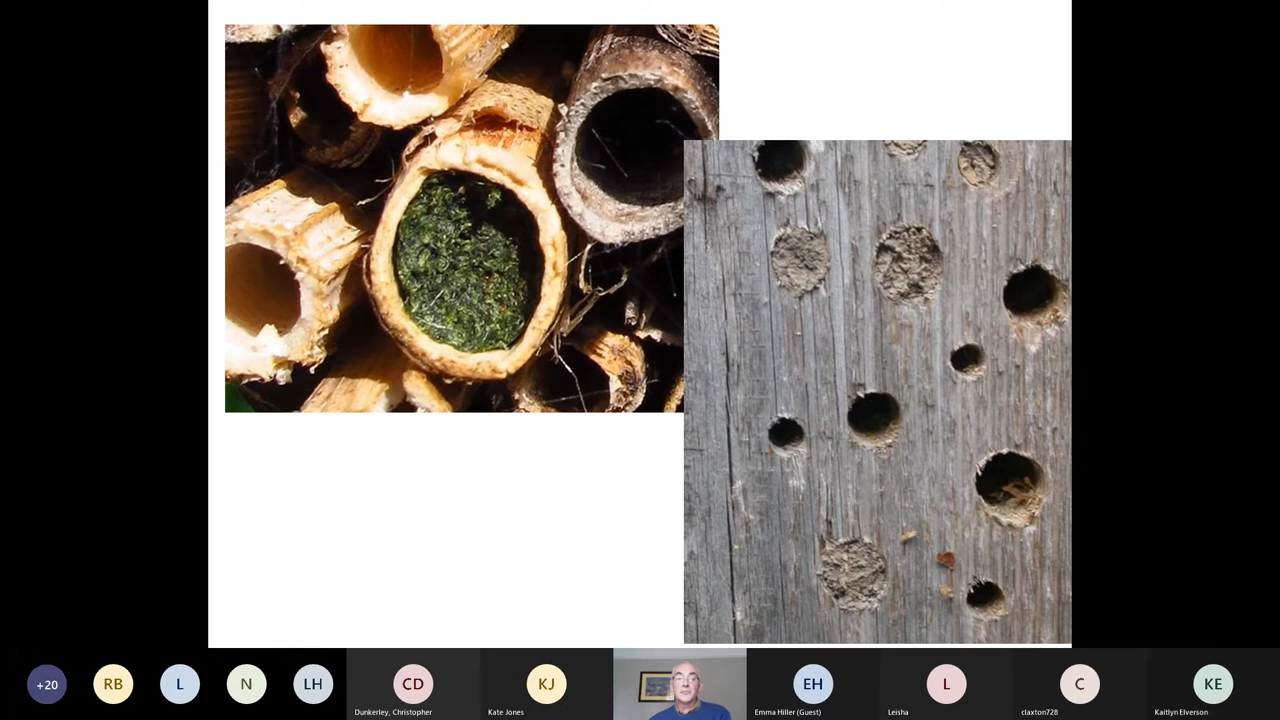 +20
RB
L
N
LH
CD
KJ
EH
L
C
KE
Dunkerley, Christopher
Kate Jones
Emma Hiller (Guest)
Leisha
claxton728
Kaitlyn Elverson